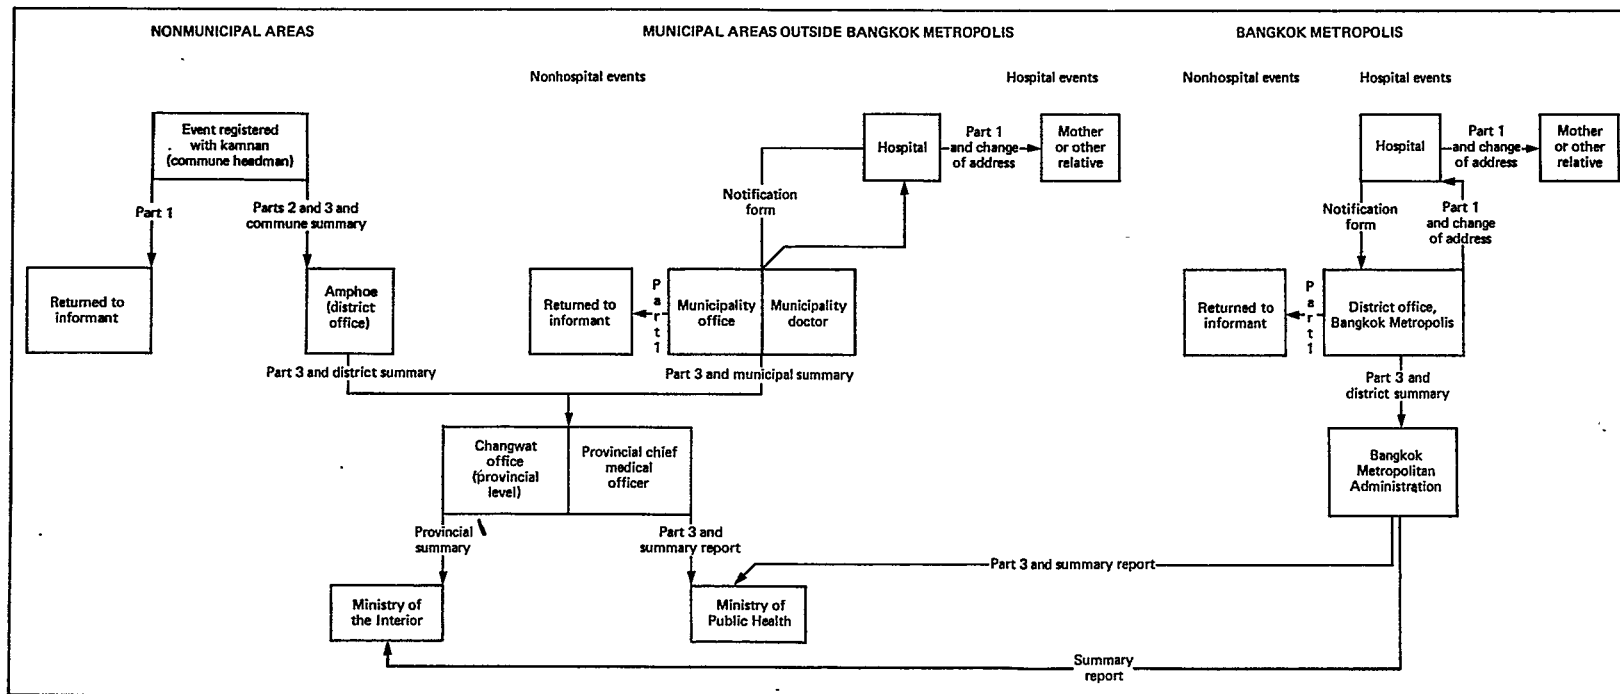 NONMUNICIPAL AREAS
MUNICIPAL AREAS OUTSIDE BANGKOK METROPOLIS
BANGKOK METROPOLIS
Nonhospital events
Hospital events
Nonhospital events
Hospital events
Event registered
with kamnan
(commune headman)
Part 1
Parts 2 and 3 and
commune summary
Returned to
informant
Amphoe
(district
office)
Part 3 and district summary
Hospital
Part 1
and change
of address
Mother
or other
relative
Notification
form
Returned to
informant
Part 1
Municipality
office
Municipality
doctor
Part 3 and municipal summary
Hospital
Part 1
and change
of address
Mother
or other
relative
Notification
form
Part 1
and change
of address
Returned to
informant
Part 1
District office,
Bangkok Metropolis
Part 3 and
district summary
Changwat
office
(provincial
level)
Provincial chief
medical
officer
Bangkok
Metropolitan
Administration
Provincial
summary
Part 3 and
summary report
Part 3 and summary report
Ministry of
the Interior
Ministry of
Public Health
Summary
report